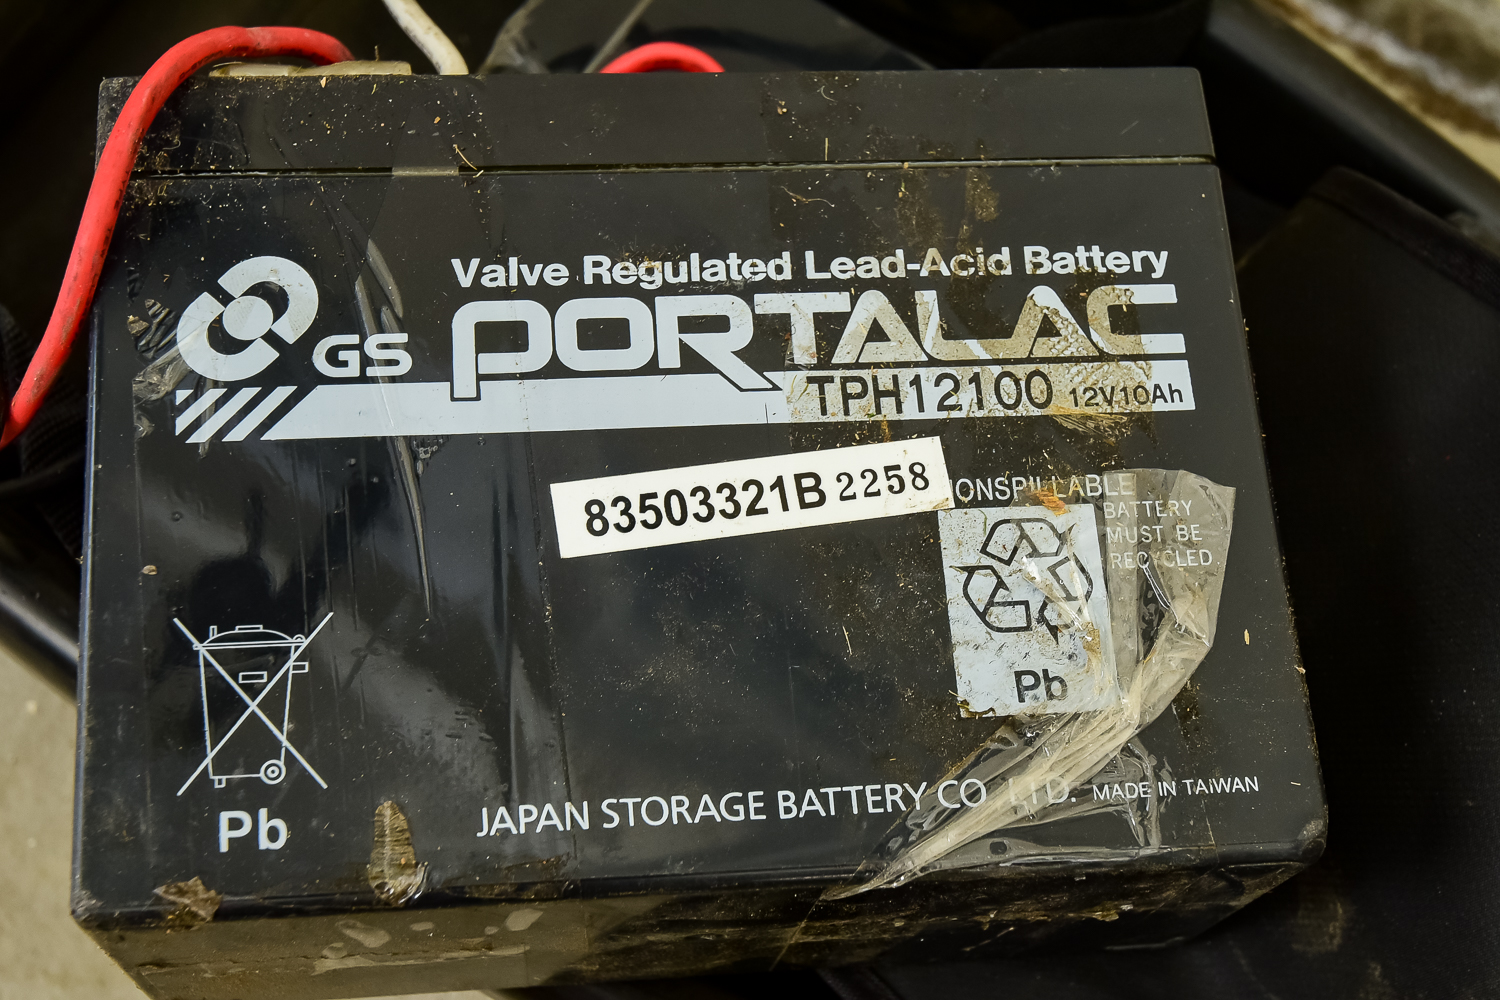 Valve Regulated Lead-Acid Battery
GS PORTALAC
TPH12100 12V10Ah
83503321B 2258
NONSPILLABLE
BATTERY
MUST BE
RECYCLED
Pb
Pb
JAPAN STORAGE BATTERY CO. LTD. MADE IN TAIWAN